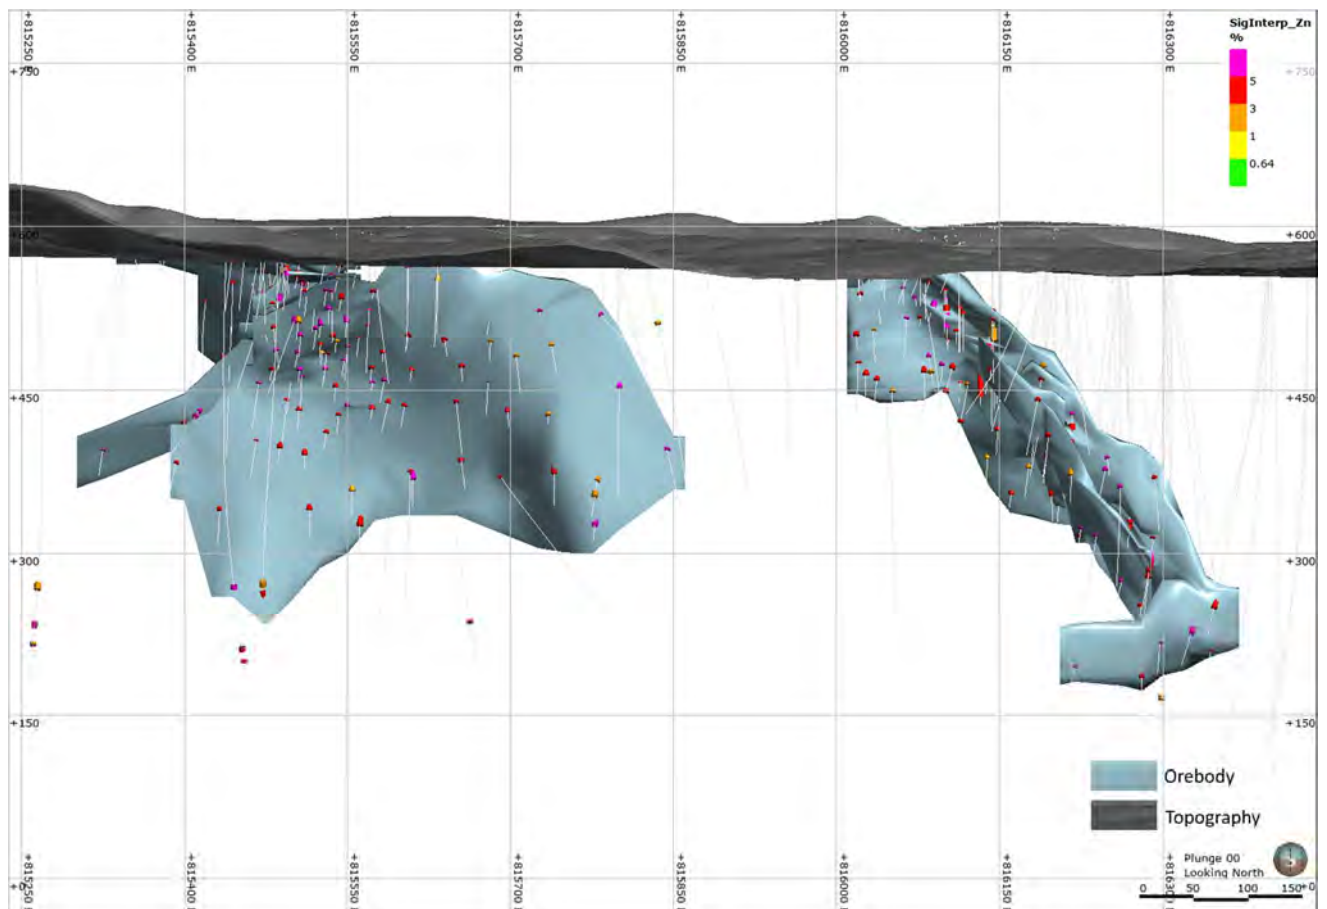 +815250 E
+815400 E
+815550 E
+815700 E
+815850 E
+816000 E
+816150 E
+816300 E
SigInterp_Zn
%
5
3
1
0.64
+750
+750
+600
+600
+450
+450
+300
+300
+150
+150
Orebody
Topography
Plunge 00
Looking North
0 50 100 150
+0
+0
+815250 E
+815400 E
+815550 E
+815700 E
+815850 E
+816000 E
+816150 E